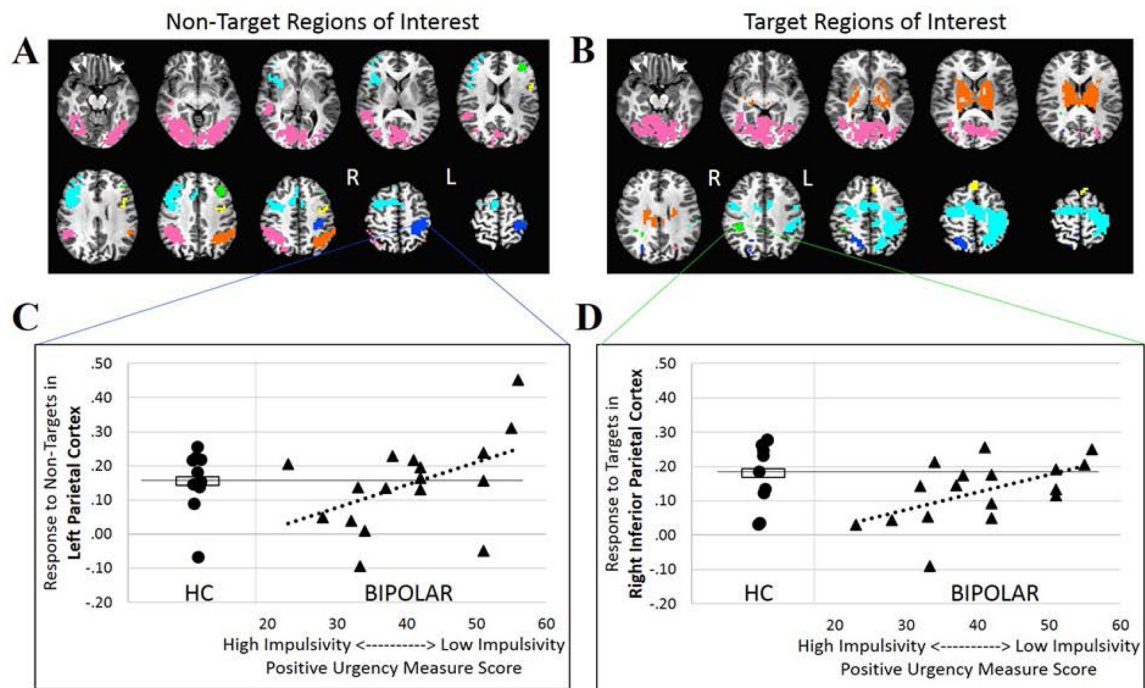 Non-Target Regions of Interest
Target Regions of Interest
A
B
R
L
R
L
C
D
Response to Non-Targets in
Left Parietal Cortex
.50
.40
.30
.20
.10
.00
-.10
-.20
HC
BIPOLAR
20
30
40
50
60
High Impulsivity <----------> Low Impulsivity
Positive Urgency Measure Score
Response to Targets in
Right Inferior Parietal Cortex
.50
.40
.30
.20
.10
.00
-.10
-.20
HC
BIPOLAR
20
30
40
50
60
High Impulsivity <----------> Low Impulsivity
Positive Urgency Measure Score